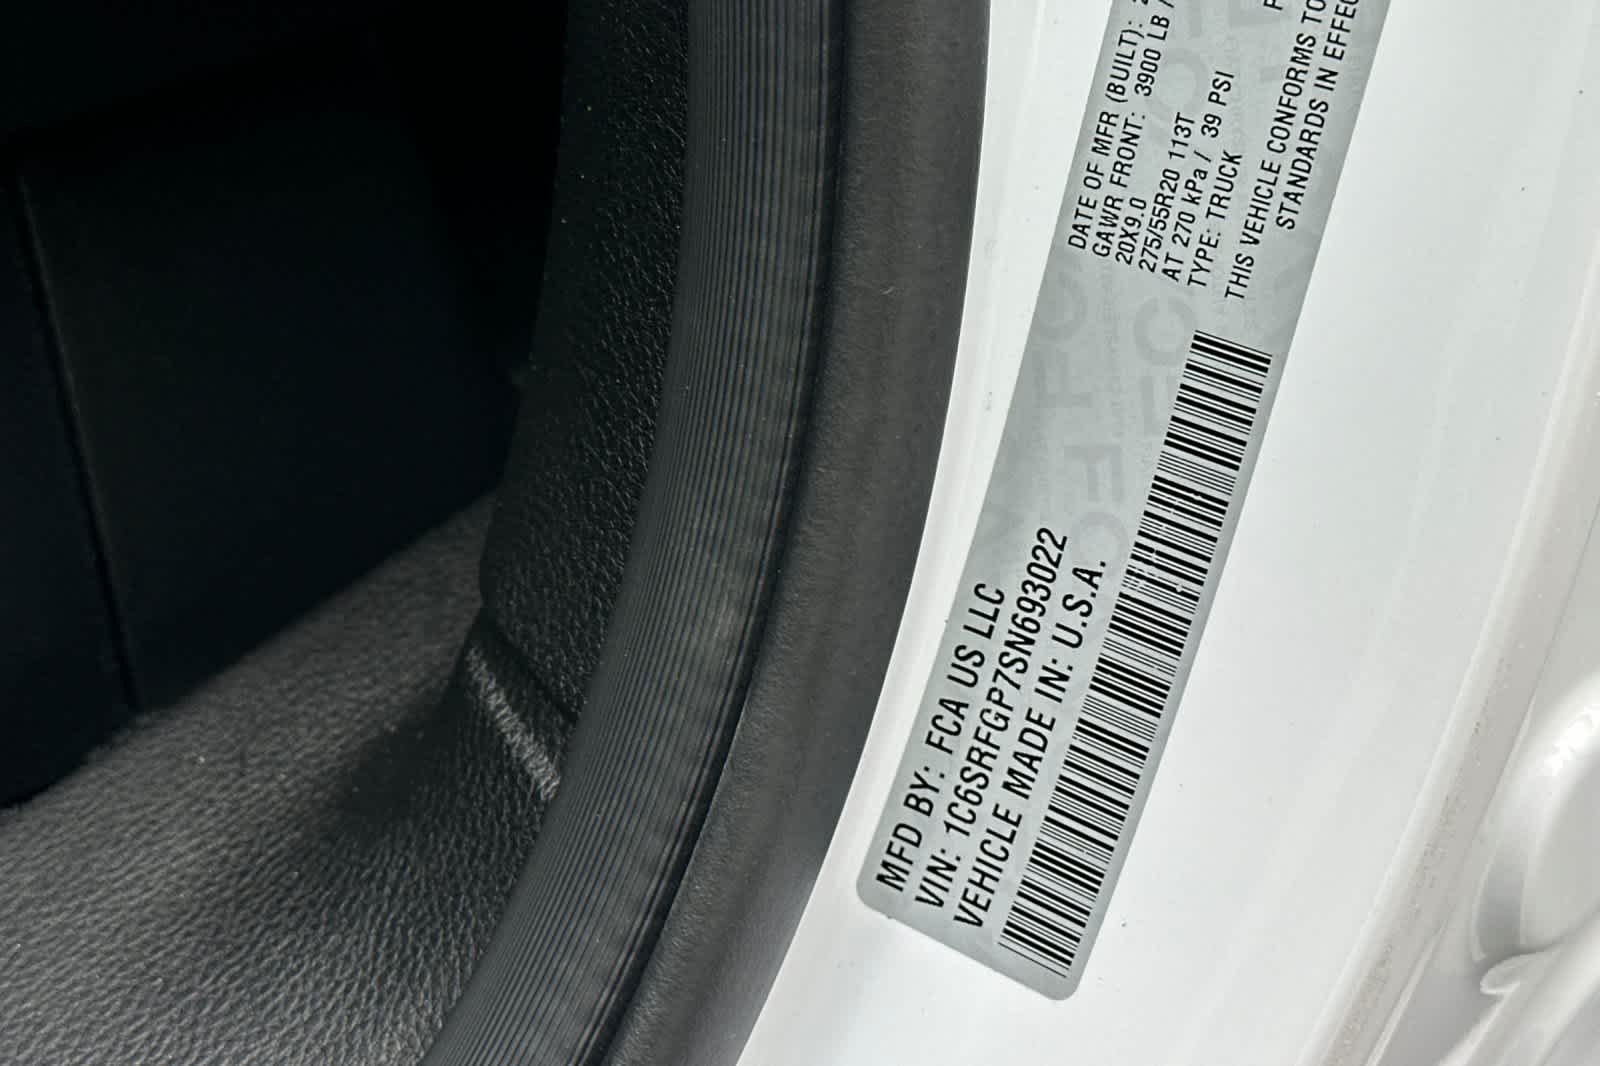 MFD BY: FCA US LLC
VIN: 1C6SRFGP7SN693022
VEHICLE MADE IN: U.S.A.
DATE OF MFR (BUILT):
GAWR FRONT: 3900 LB /
20X9.0
275/55R20 113T
AT 270 kPa / 39 PSI
TYPE: TRUCK
THIS VEHICLE CONFORMS TO
STANDARDS IN